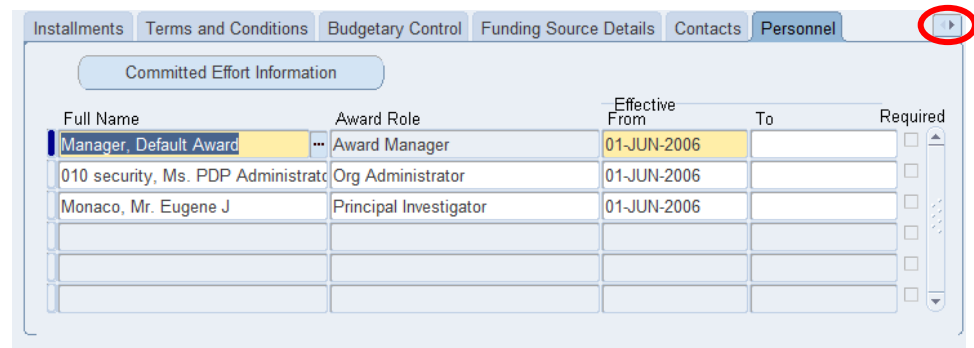 Installments Terms and Conditions Budgetary Control Funding Source Details Contacts Personnel
Committed Effort Information
Effective
Full Name Award Role From To Required
Manager, Default Award ... Award Manager 01-JUN-2006
010 security, Ms. PDP Administrato Org Administrator 01-JUN-2006
Monaco, Mr. Eugene J Principal Investigator 01-JUN-2006